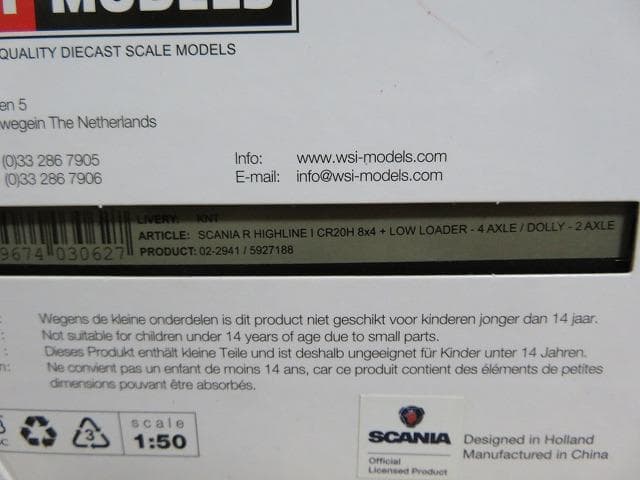 MODELS
QUALITY DIECAST SCALE MODELS
en 5
wegein The Netherlands
(0)33 286 7905
(0)33 286 7906
Info: www.wsi-models.com
E-mail: info@wsi-models.com
LIVERY: KNT
ARTICLE: SCANIA R HIGHLINE I CR20H 8x4 + LOW LOADER - 4 AXLE / DOLLY - 2 AXLE
9674 030627
PRODUCT: 02-2941 / 5927188
: Wegens de kleine onderdelen is dit product niet geschikt voor kinderen jonger dan 14 jaar.
: Not suitable for children under 14 years of age due to small parts.
: Dieses Produkt enthält kleine Teile und ist deshalb ungeeignet für Kinder unter 14 Jahren.
n: Ne convient pas un enfant de moins 14 ans, car ce produit contient des éléments de petites
dimensions pouvant être absorbés.
3
scale
1:50
SCANIA
Official
Licensed Product
Designed in Holland
Manufactured in China